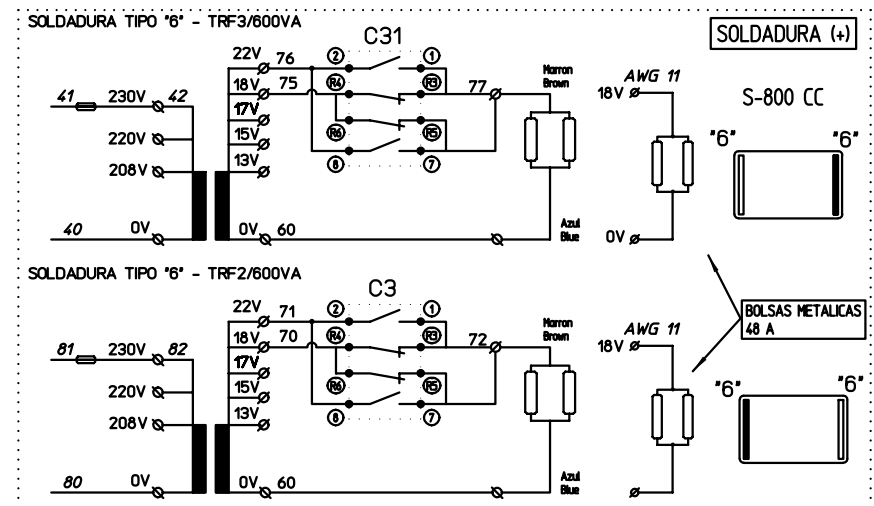 SOLDADURA TIPO "6" - TRF3/600VA
C31
SOLDADURA (+)
22V 76
2 1
18V 75
R4 R3
77
Marron
Brown
AWG 11
18V
S-800 CC
41 230V 42
17V
220V
15V
R6 R5
"6" "6"
208V
13V
8 7
40 0V
0V 60
Azul
Blue
0V
SOLDADURA TIPO "6" - TRF2/600VA
C3
BOLSAS METALICAS
48 A
22V 71
2 1
18V 70
R4 R3
72
Marron
Brown
AWG 11
18V
81 230V 82
17V
220V
15V
R6 R5
"6" "6"
208V
13V
8 7
80 0V
0V 60
Azul
Blue